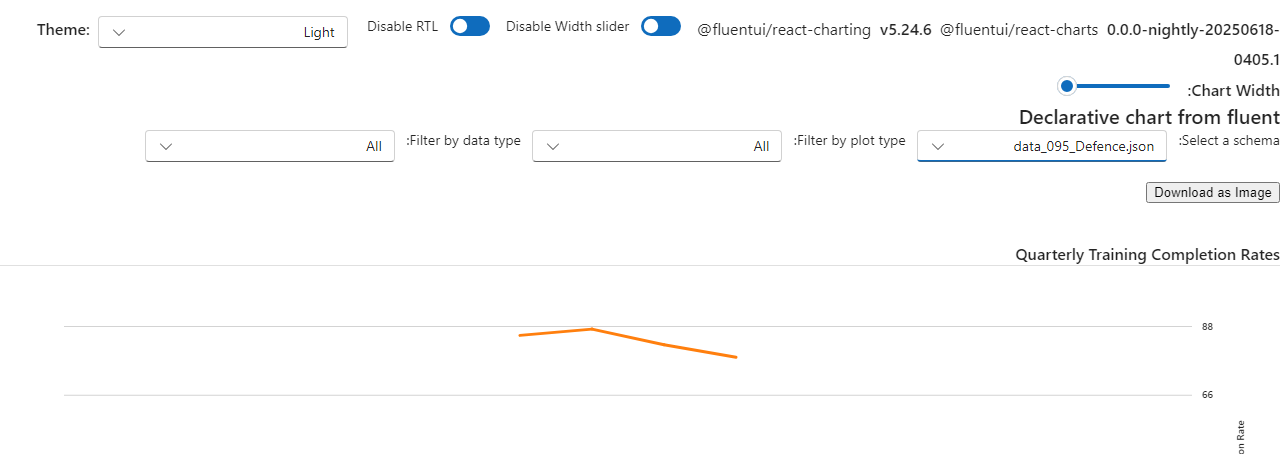 Theme: Light Disable RTL Disable Width slider @fluentui/react-charting v5.24.6 @fluentui/react-charts 0.0.0-nightly-20250618-
0405.1
:Chart Width
Declarative chart from fluent
:Select a schema data_095_Defence.json :Filter by plot type All :Filter by data type All
Download as Image
Quarterly Training Completion Rates
88
66
on Rate